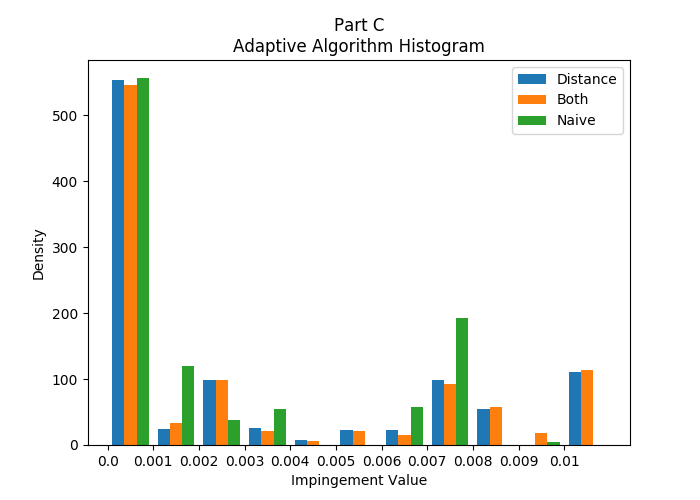 Part C
Adaptive Algorithm Histogram
Distance
Both
Naive
Density
500
400
300
200
100
0
0.0 0.001 0.002 0.003 0.004 0.005 0.006 0.007 0.008 0.009 0.01
Impingement Value